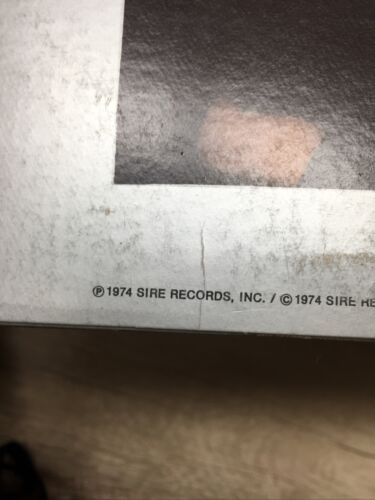 ℗ 1974 SIRE RECORDS, INC. / © 1974 SIRE